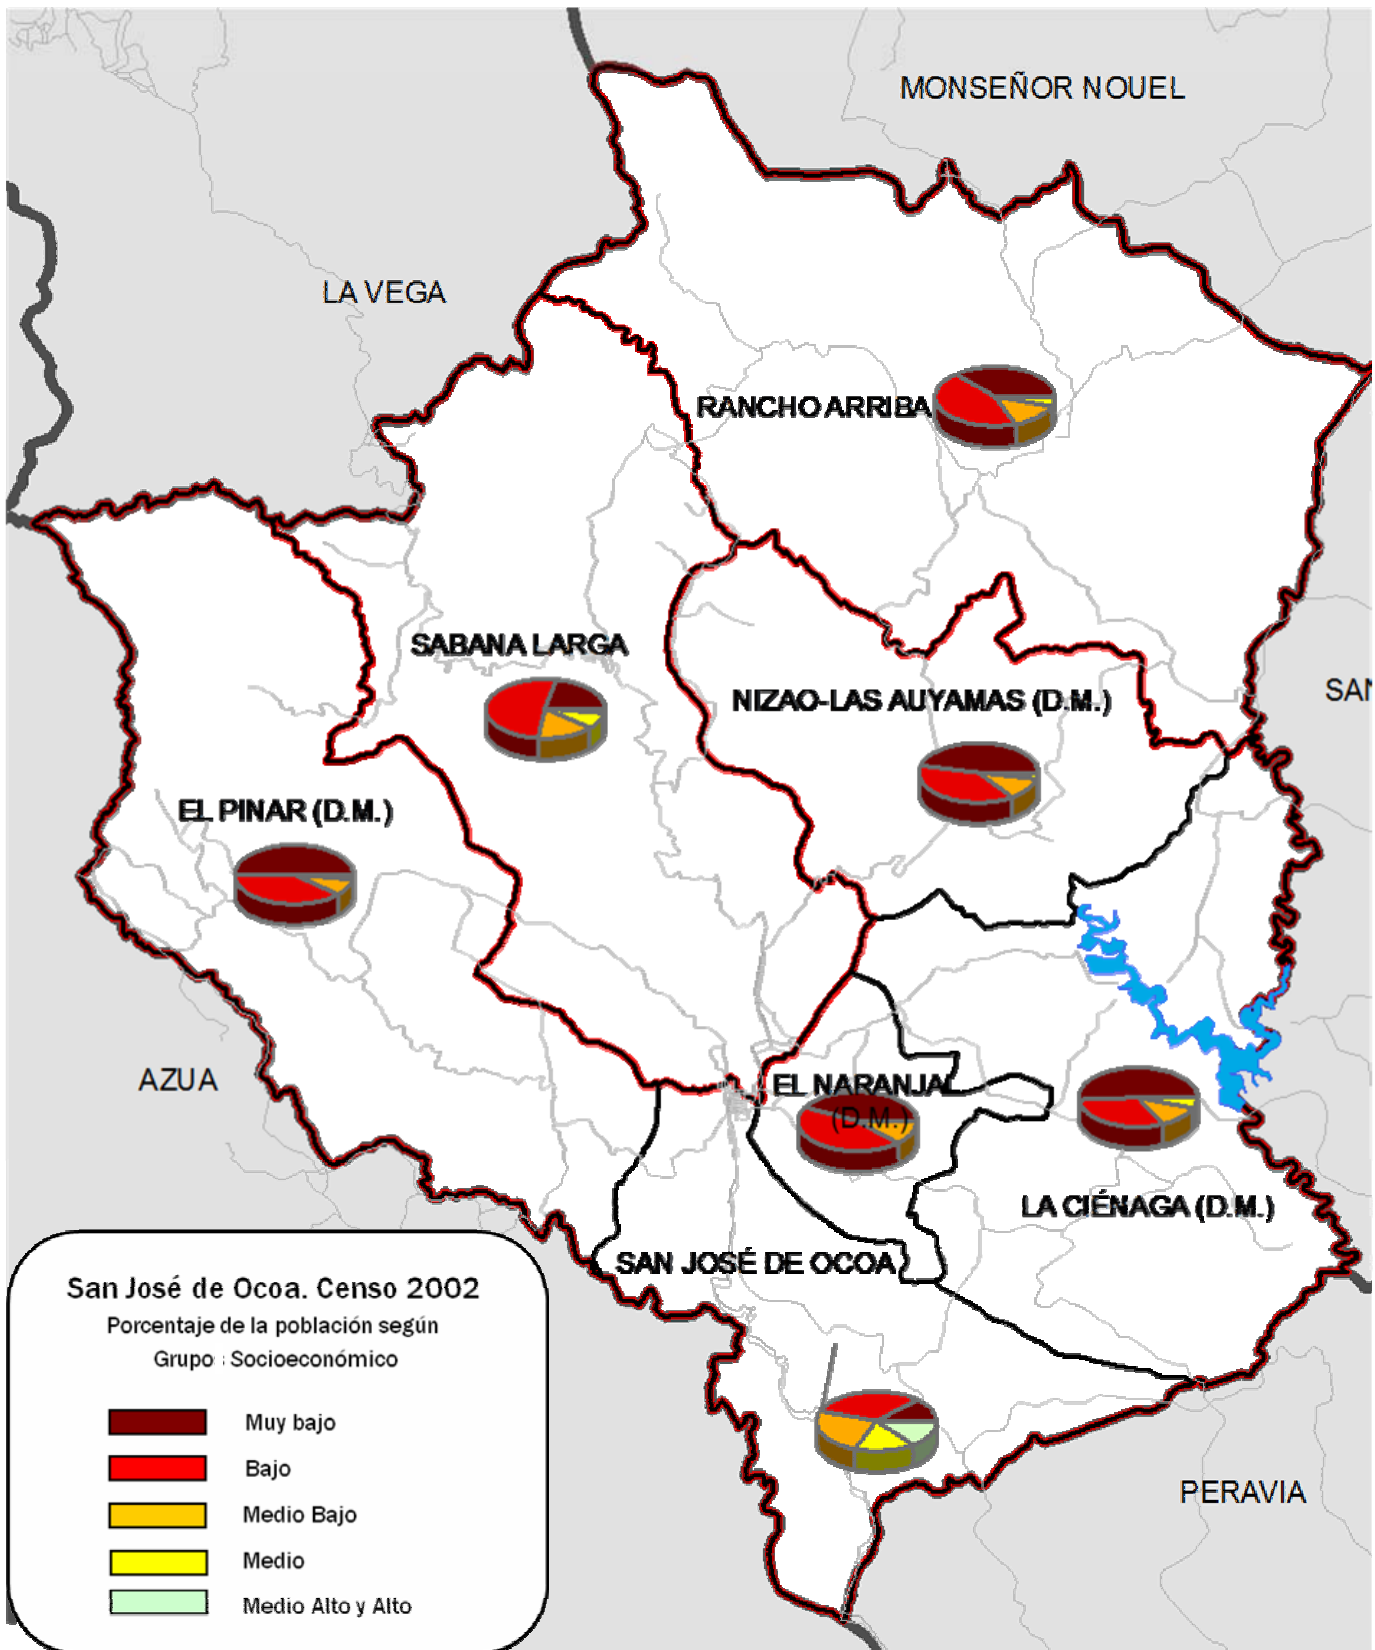 MONSEÑOR NOUEL
LA VEGA
RANCHO ARRIBA
SABANA LARGA
NIZAO-LAS AUYAMAS (D.M.)
SAN
EL PINAR (D.M.)
AZUA
EL NARANJAL
(D.M.)
LA CIÉNAGA (D.M.)
SAN JOSÉ DE OCOA
PERAVIA
San José de Ocoa. Censo 2002
Porcentaje de la población según
Grupo : Socioeconómico
Muy bajo
Bajo
Medio Bajo
Medio
Medio Alto y Alto